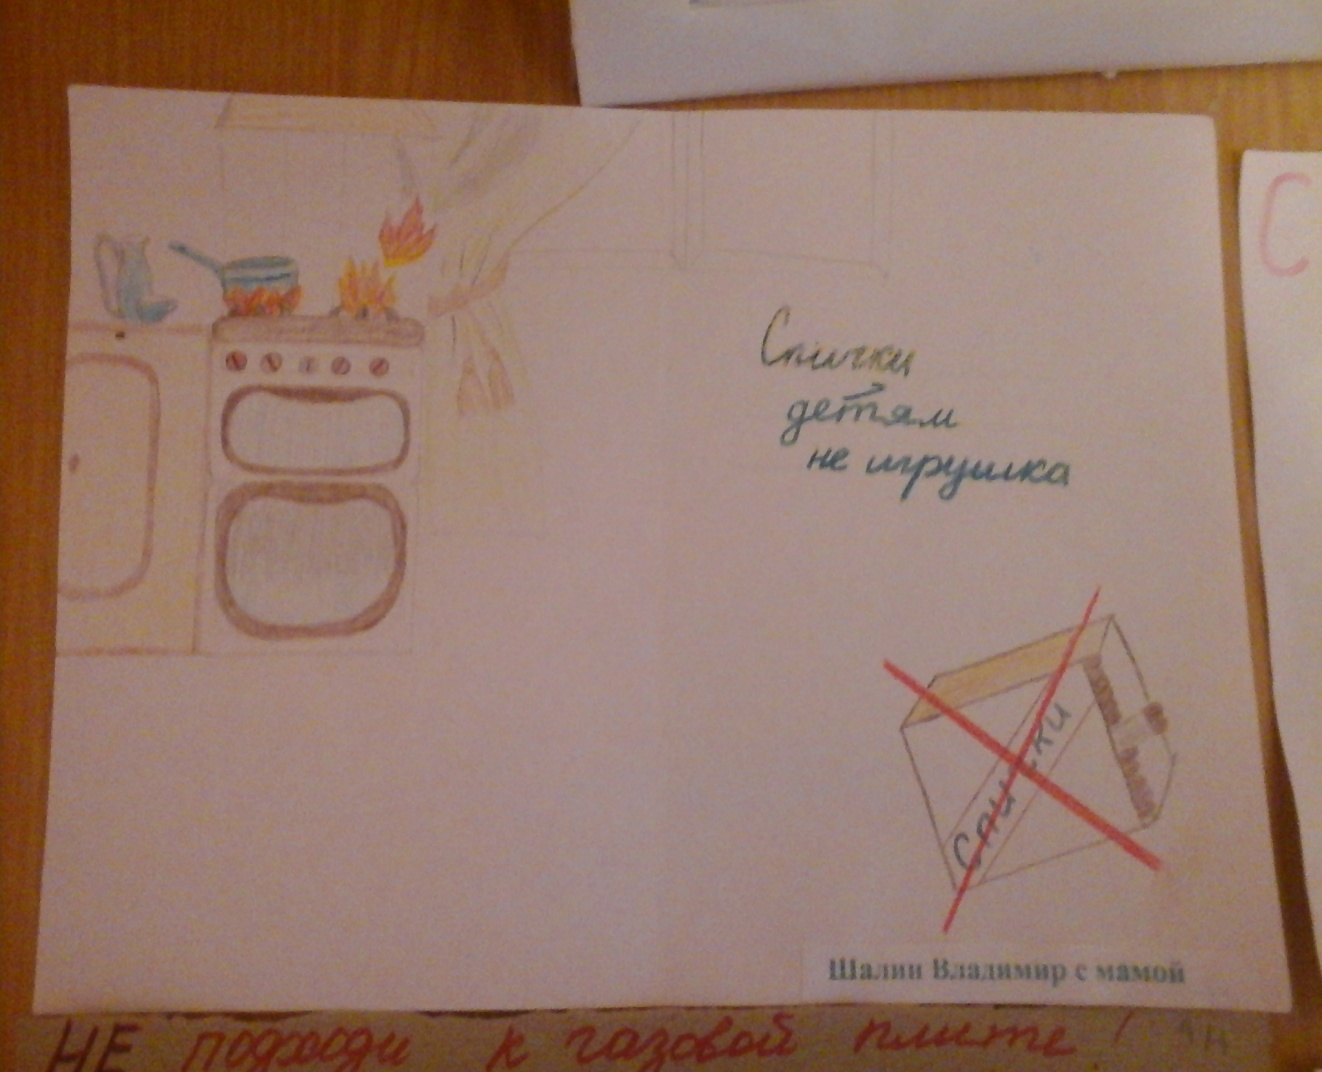 С
Спички
детям
не игрушка
Спички
Шалин Владимир с мамой
НЕ подходи к газовой плите!